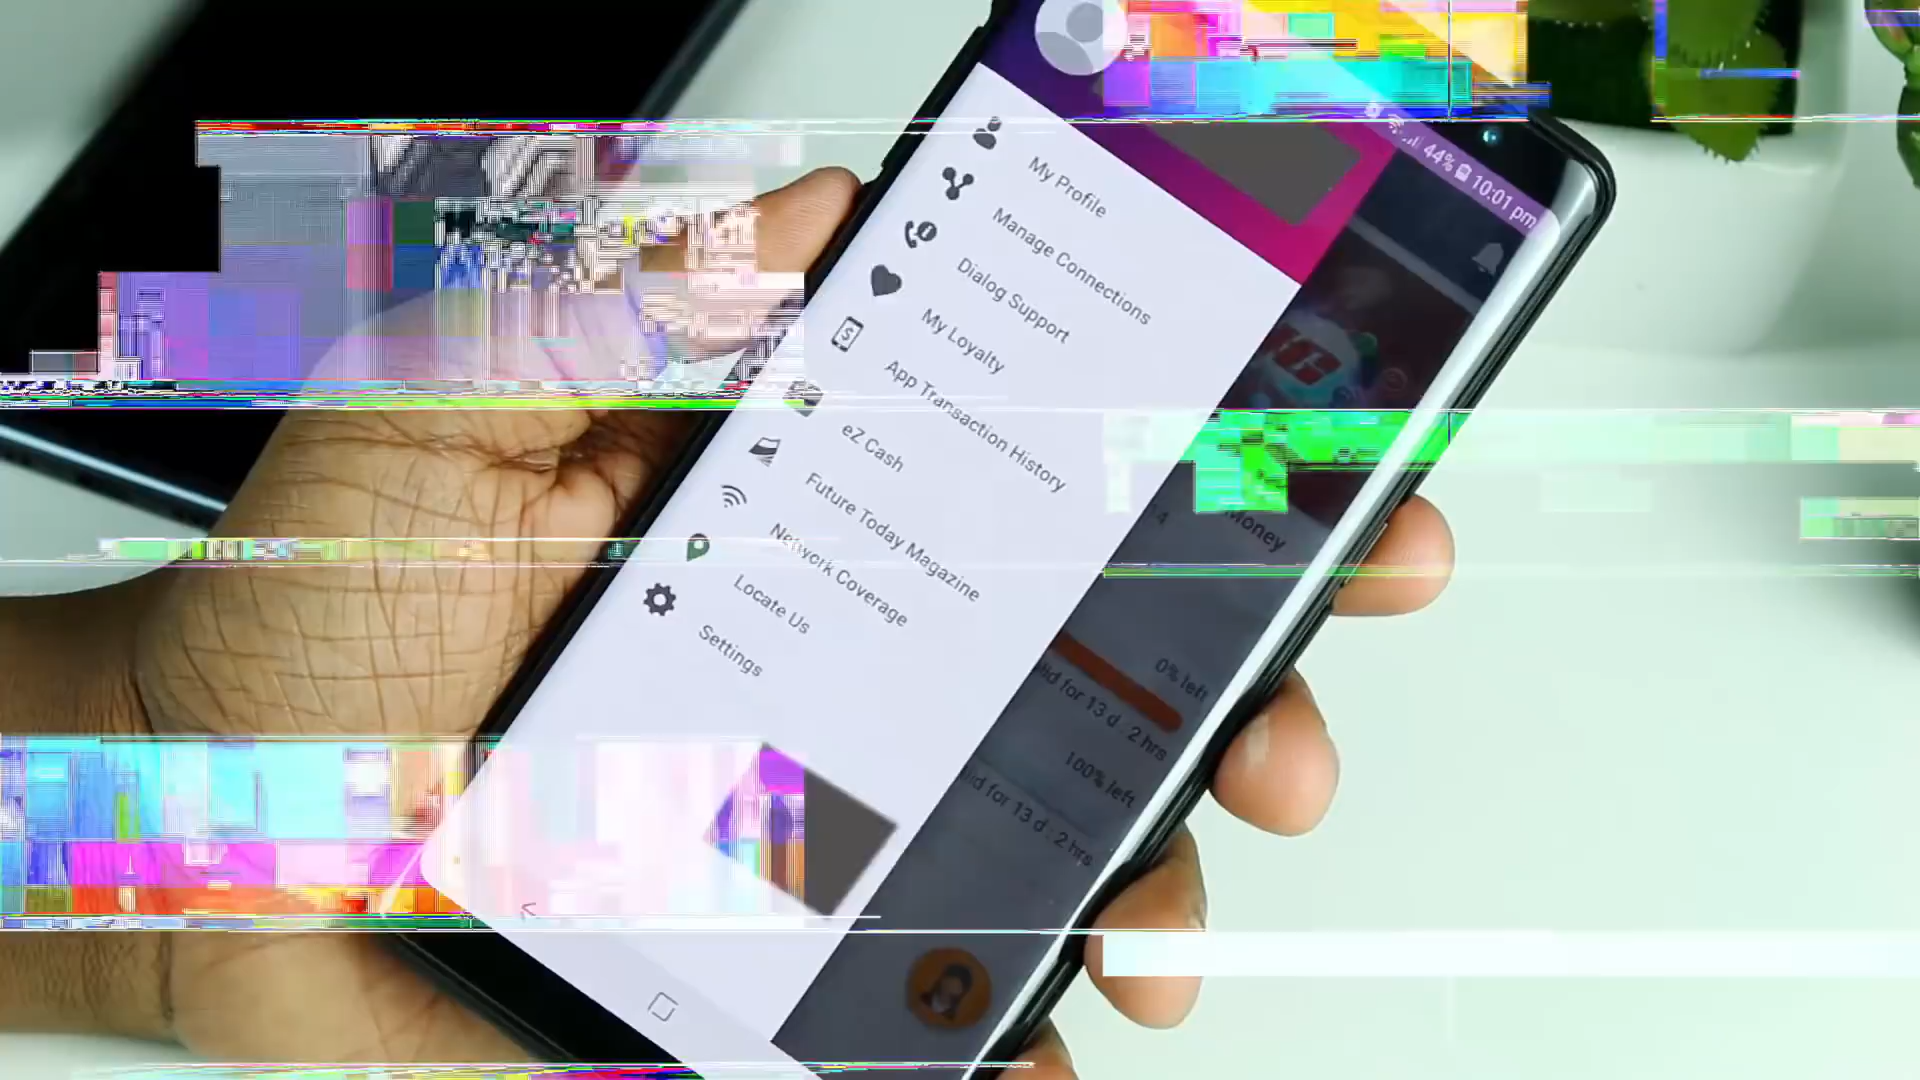 44% 10:01 pm
My Profile
Manage Connections
Dialog Support
My Loyalty
App Transaction History
eZ Cash
Future Today Magazine
Network Coverage
Locate Us
Settings
Money
0% left
for 13 d : 2 hrs
100% left
for 13 d : 2 hrs